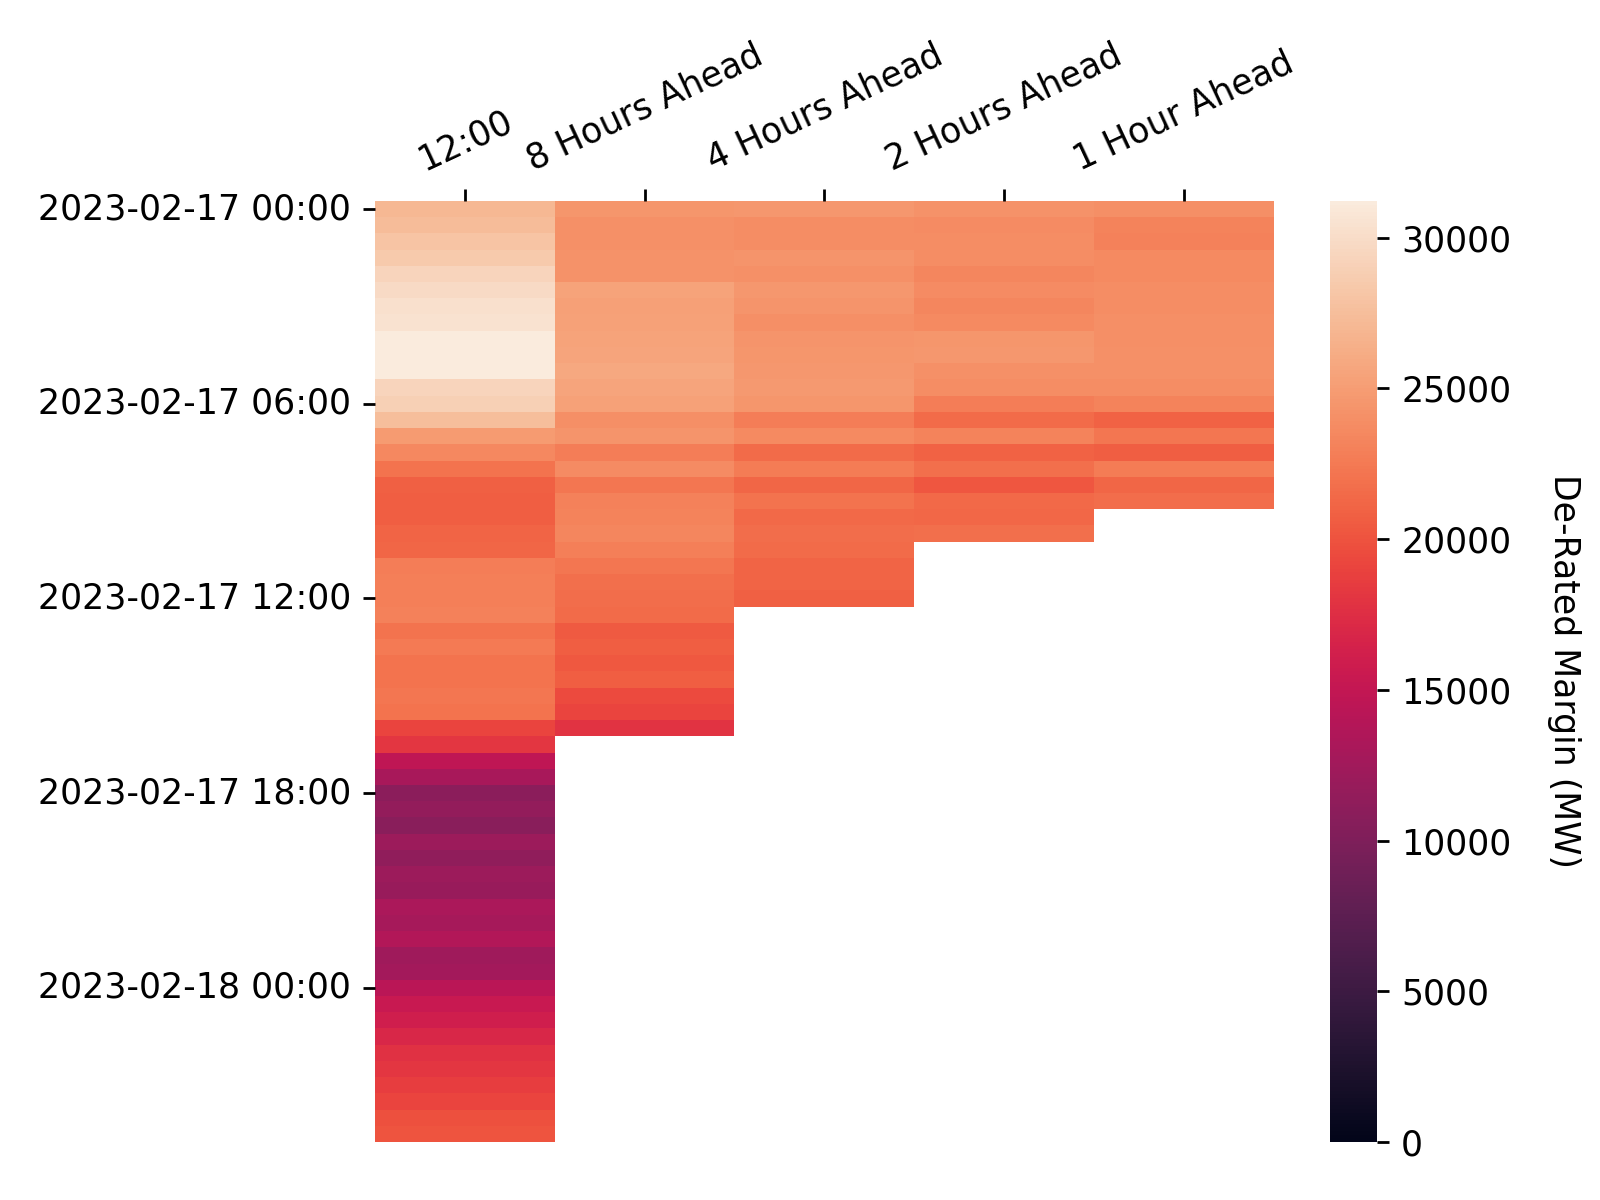 12:00
8 Hours Ahead
4 Hours Ahead
2 Hours Ahead
1 Hour Ahead
2023-02-17 00:00
2023-02-17 06:00
2023-02-17 12:00
2023-02-17 18:00
2023-02-18 00:00
30000
25000
20000
15000
10000
5000
0
De-Rated Margin (MW)